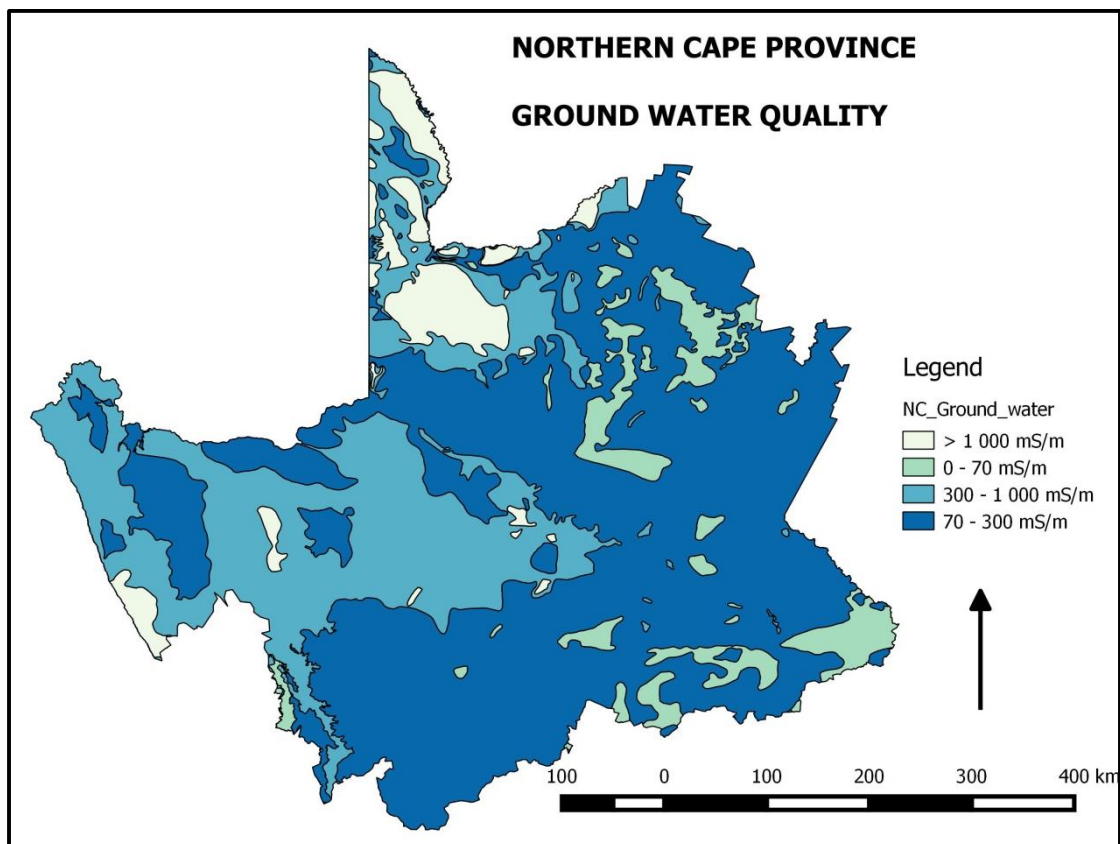 NORTHERN CAPE PROVINCE
GROUND WATER QUALITY
Legend
NC_Ground_water
> 1 000 mS/m
0 - 70 mS/m
300 - 1 000 mS/m
70 - 300 mS/m
100 0 100 200 300 400 km